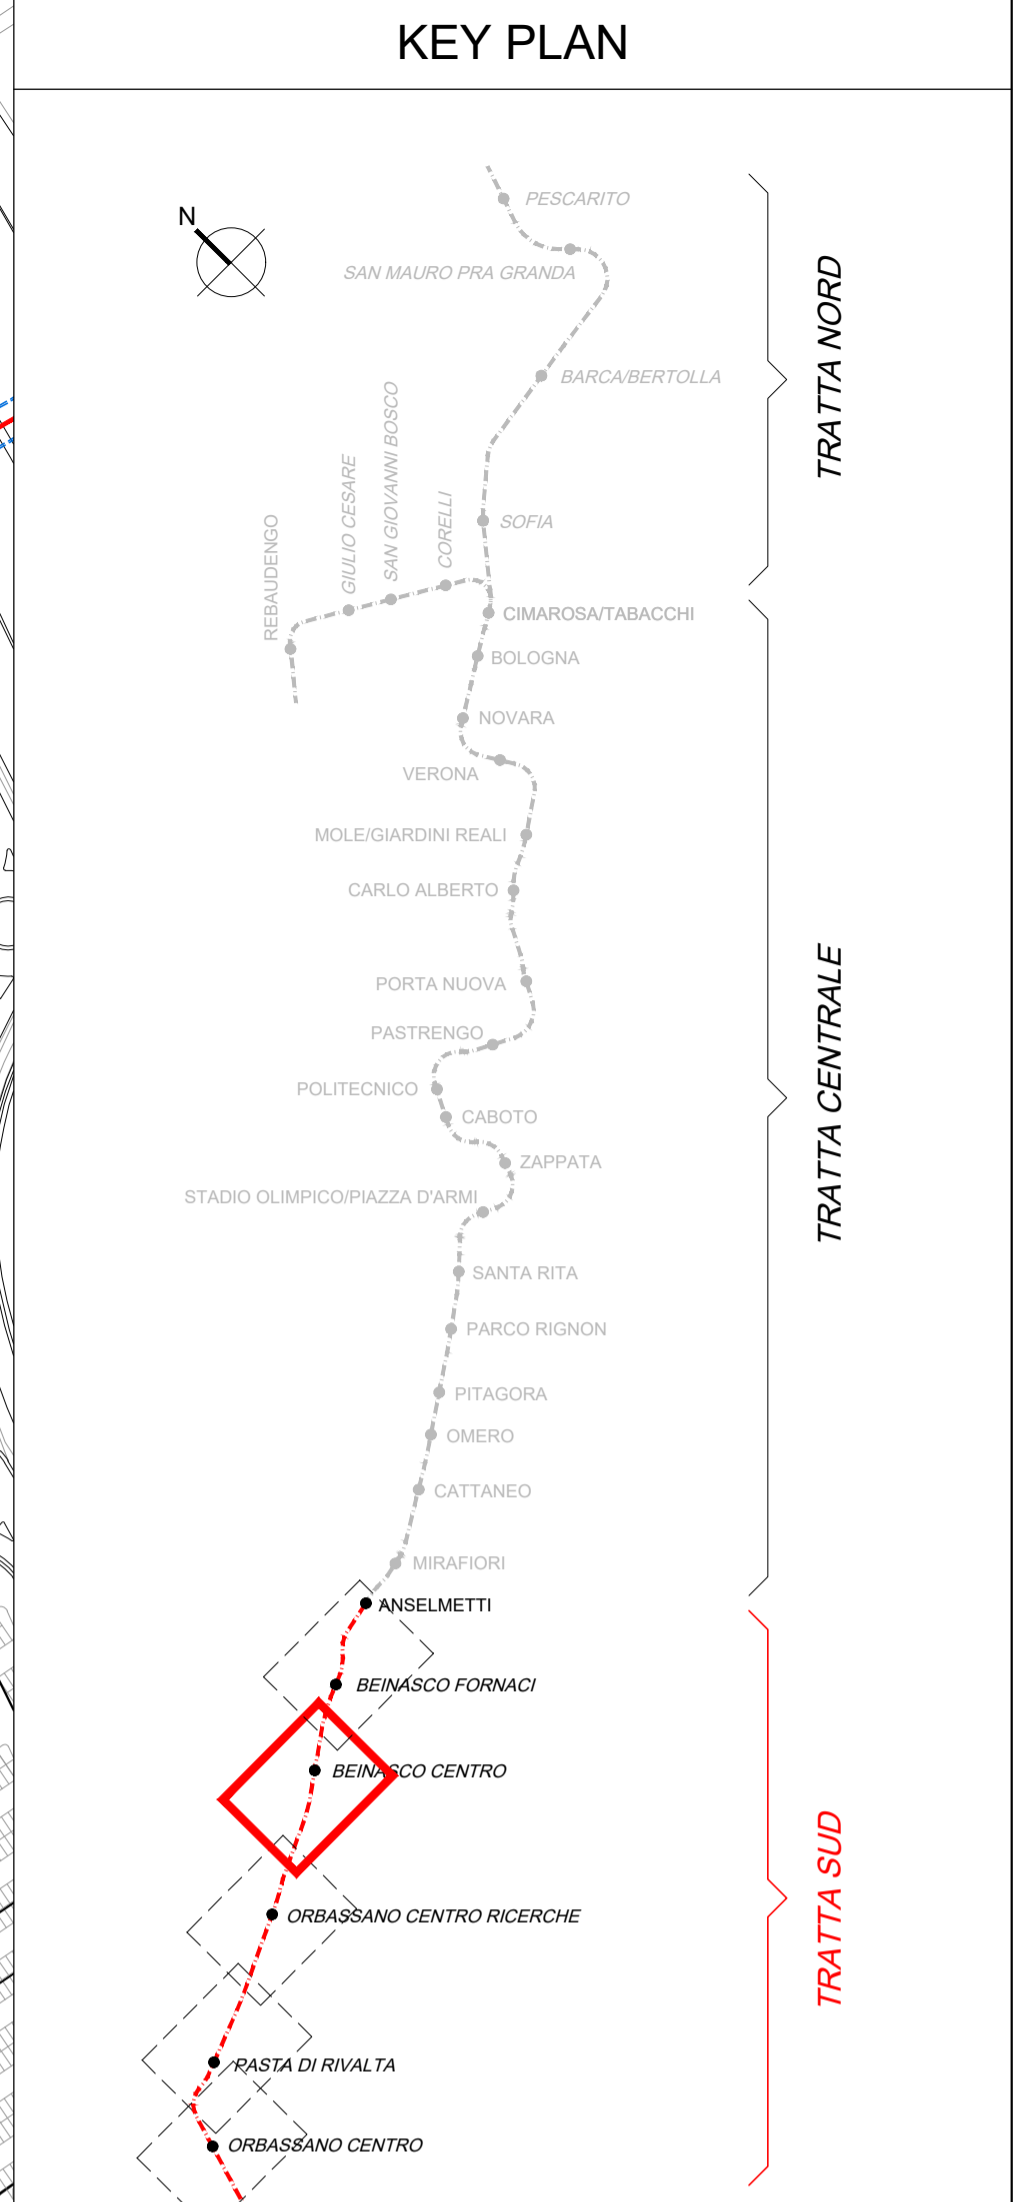 KEY PLAN
N
PESCARITO
SAN MAURO PRA GRANDA
BARCA/BERTOLLA
TRATTA NORD
SOFIA
REBAUDENGO
GIULIO CESARE
SAN GIOVANNI BOSCO
CORELLI
CIMAROSA/TABACCHI
BOLOGNA
NOVARA
VERONA
MOLE/GIARDINI REALI
CARLO ALBERTO
PORTA NUOVA
PASTRENGO
POLITECNICO
CABOTO
ZAPPATA
STADIO OLIMPICO/PIAZZA D'ARMI
TRATTA CENTRALE
SANTA RITA
PARCO RIGNON
PITAGORA
OMERO
CATTANEO
MIRAFIORI
ANSELMETTI
BEINASCO FORNACI
BEINASCO CENTRO
ORBASSANO CENTRO RICERCHE
TRATTA SUD
PASTA DI RIVALTA
ORBASSANO CENTRO